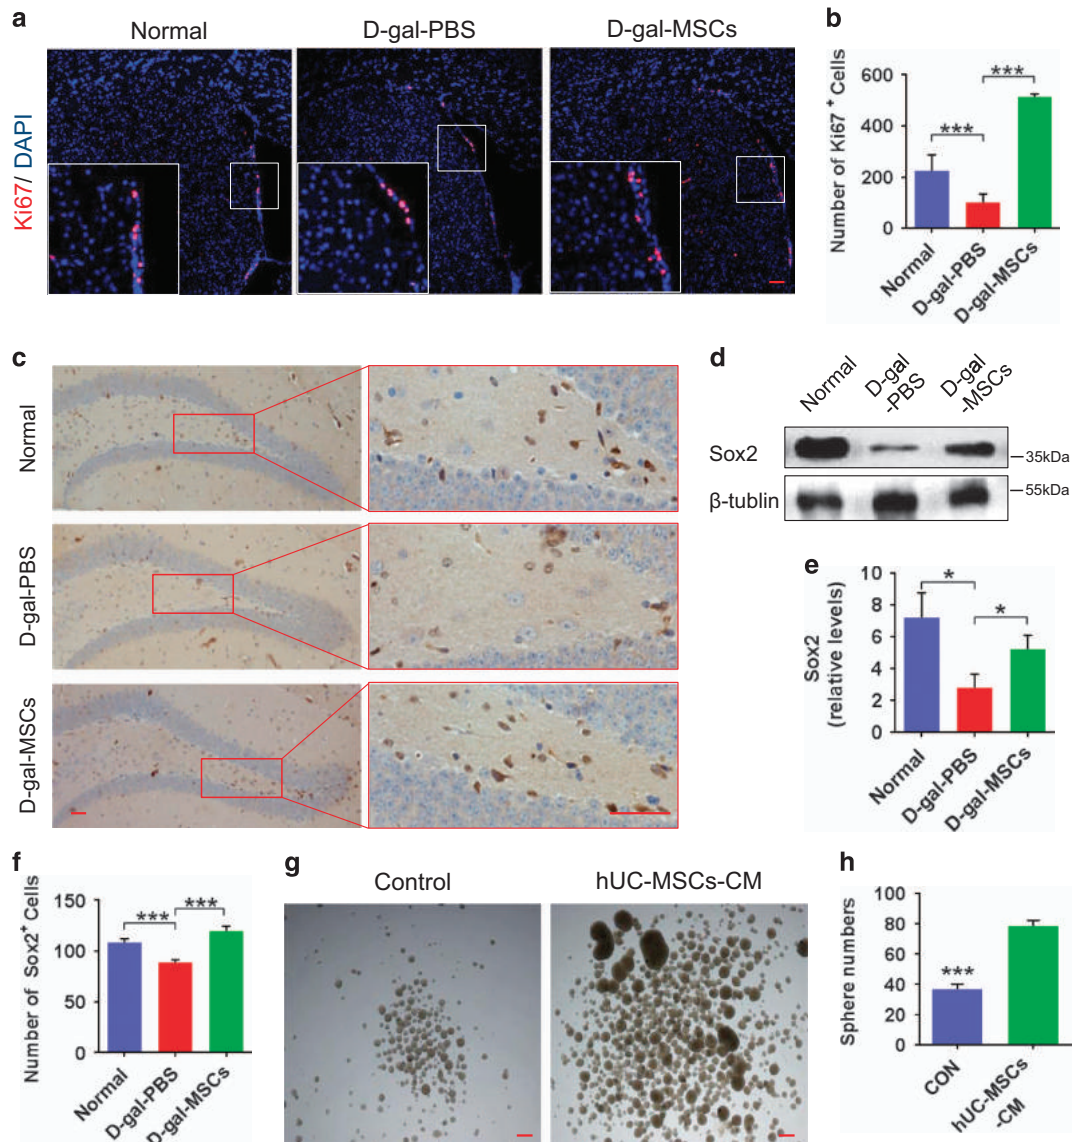 a
Normal
D-gal-PBS
D-gal-MSCs
Ki67/ DAPI
b
Number of Ki67 + Cells
600
400
200
0
***
***
Normal
D-gal-PBS
D-gal-MSCs
c
Normal
D-gal-PBS
D-gal-MSCs
d
Normal
D-gal
-PBS
D-gal
-MSCs
Sox2
35kDa
55kDa
β-tublin
e
Sox2
(relative levels)
10
8
6
4
2
0
*
*
Normal
D-gal-PBS
D-gal-MSCs
f
Number of Sox2+ Cells
150
100
50
0
***
***
Normal
D-gal-PBS
D-gal-MSCs
g
Control
hUC-MSCs-CM
h
Sphere numbers
100
80
60
40
20
0
***
CON
hUC-MSCs
-CM